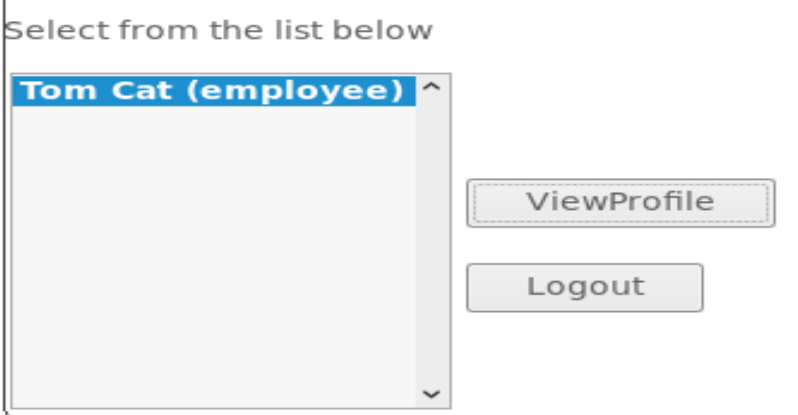 Select from the list below
Tom Cat (employee)
ViewProfile
Logout